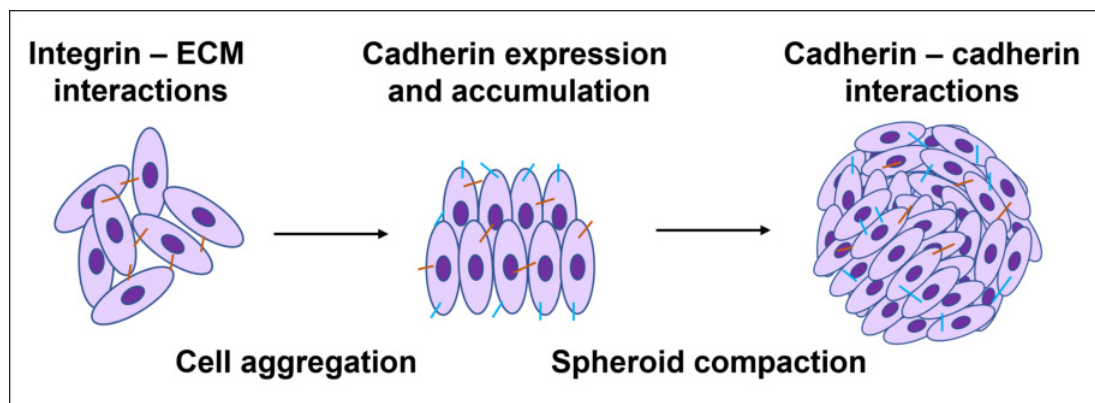 Integrin – ECM
interactions
Cadherin expression
and accumulation
Cadherin – cadherin
interactions
Cell aggregation
Spheroid compaction